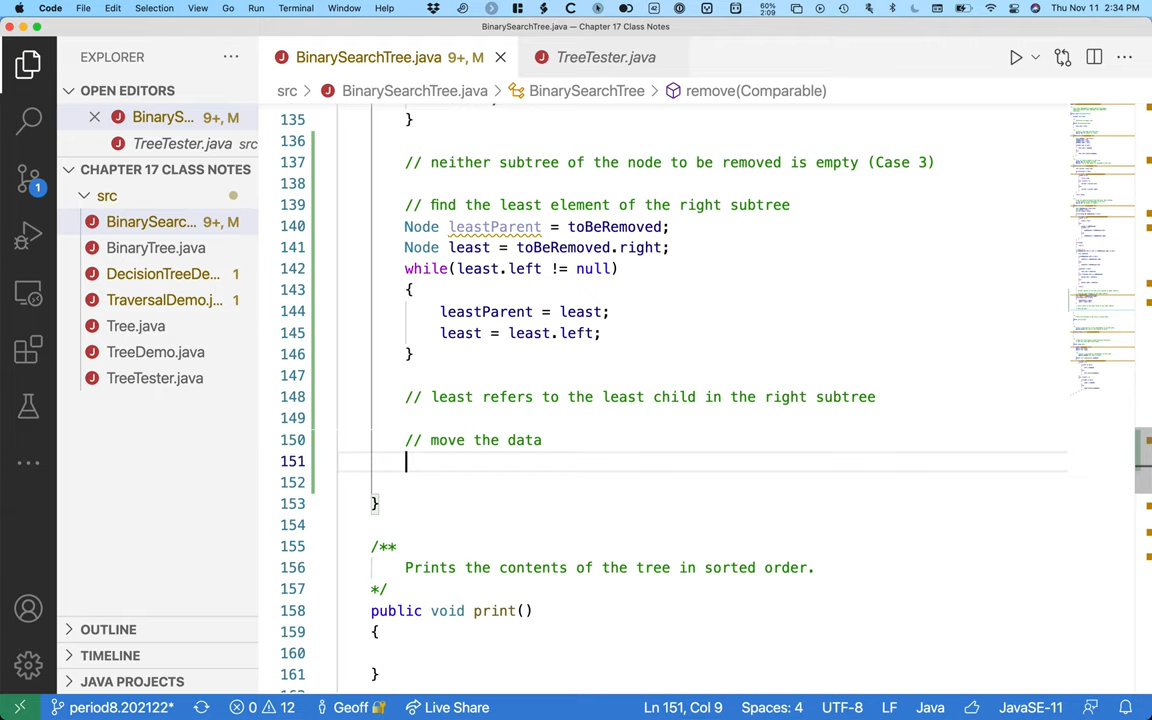 Code File Edit Selection View Go Run Terminal Window Help 60% 2:09 Thu Nov 11 2:34 PM
BinarySearchTree.java — Chapter 17 Class Notes
EXPLORER
BinarySearchTree.java 9+, M
TreeTester.java
OPEN EDITORS
BinaryS... 9+, M
TreeTester.java src
CHAPTER 17 CLASS NOTES
src
BinarySearc... 9+, M
BinaryTree.java
DecisionTreeDe... 1
TraversalDemo.j... 1
Tree.java
TreeDemo.java
TreeTester.java
OUTLINE
TIMELINE
JAVA PROJECTS
1
src > BinarySearchTree.java > BinarySearchTree > remove(Comparable)
135 }
136
137 // neither subtree of the node to be removed is empty (Case 3)
138
139 // find the least element of the right subtree
140 Node leastParent = toBeRemoved;
141 Node least = toBeRemoved.right;
142 while(least.left != null)
143 {
144 leastParent = least;
145 least = least.left;
146 }
147
148 // least refers to the least child in the right subtree
149
150 // move the data
151
152
153 }
154
155 /**
156 Prints the contents of the tree in sorted order.
157 */
158 public void print()
159 {
160
161 }
period8.202122* 0 12 Geoff Live Share Ln 151, Col 9 Spaces: 4 UTF-8 LF Java JavaSE-11